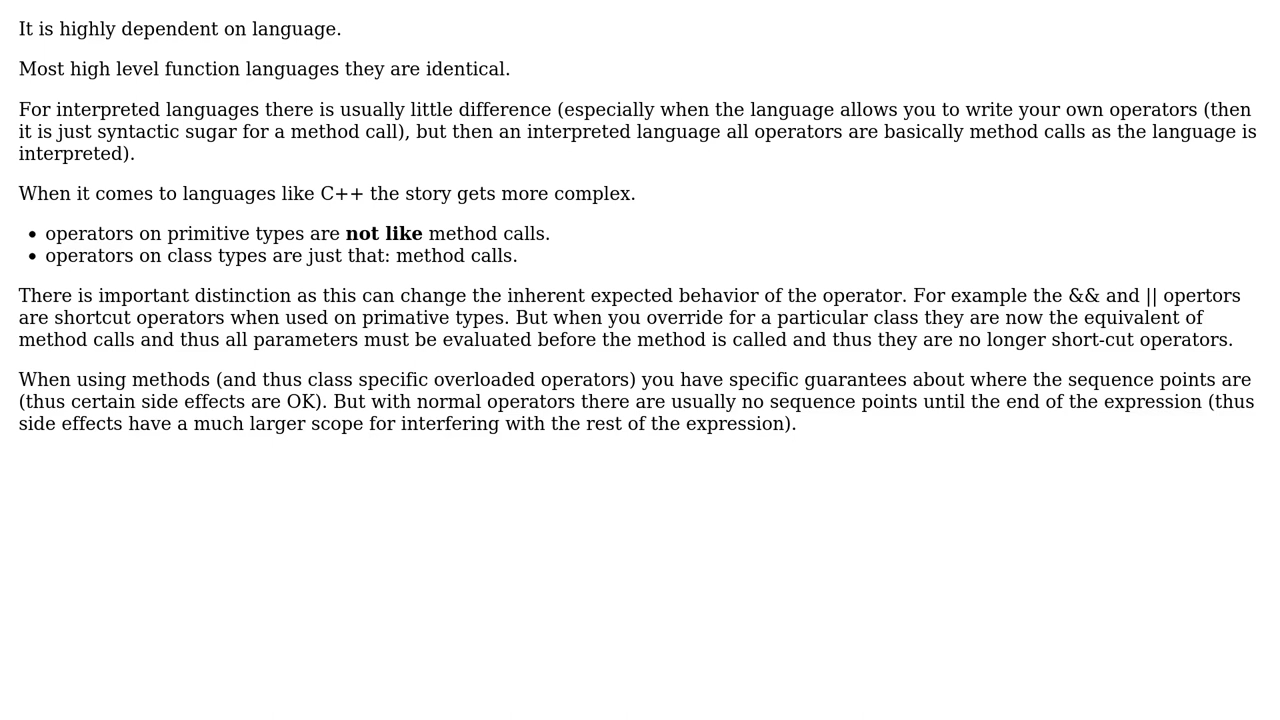 It is highly dependent on language.
Most high level function languages they are identical.
For interpreted languages there is usually little difference (especially when the language allows you to write your own operators (then
it is just syntactic sugar for a method call), but then an interpreted language all operators are basically method calls as the language is
interpreted).
When it comes to languages like C++ the story gets more complex.
• operators on primitive types are not like method calls.
• operators on class types are just that: method calls.
There is important distinction as this can change the inherent expected behavior of the operator. For example the && and || opertors
are shortcut operators when used on primative types. But when you override for a particular class they are now the equivalent of
method calls and thus all parameters must be evaluated before the method is called and thus they are no longer short-cut operators.
When using methods (and thus class specific overloaded operators) you have specific guarantees about where the sequence points are
(thus certain side effects are OK). But with normal operators there are usually no sequence points until the end of the expression (thus
side effects have a much larger scope for interfering with the rest of the expression).